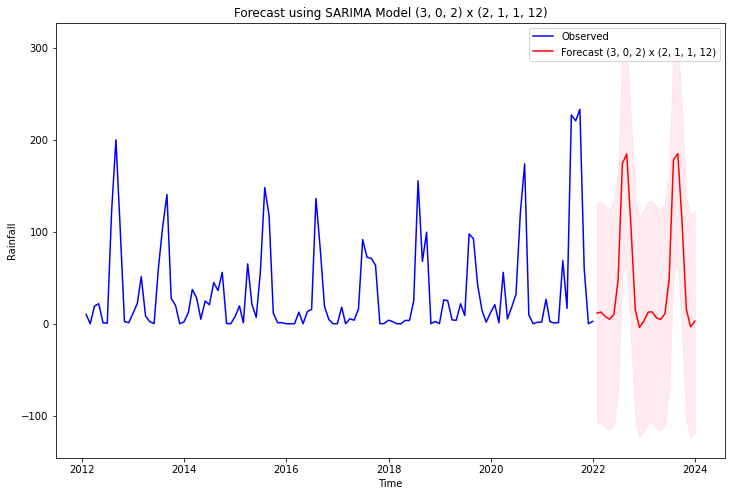 Forecast using SARIMA Model (3, 0, 2) x (2, 1, 1, 12)
Observed
Forecast (3, 0, 2) x (2, 1, 1, 12)
300
200
100
0
−100
Rainfall
2012 2014 2016 2018 2020 2022 2024
Time